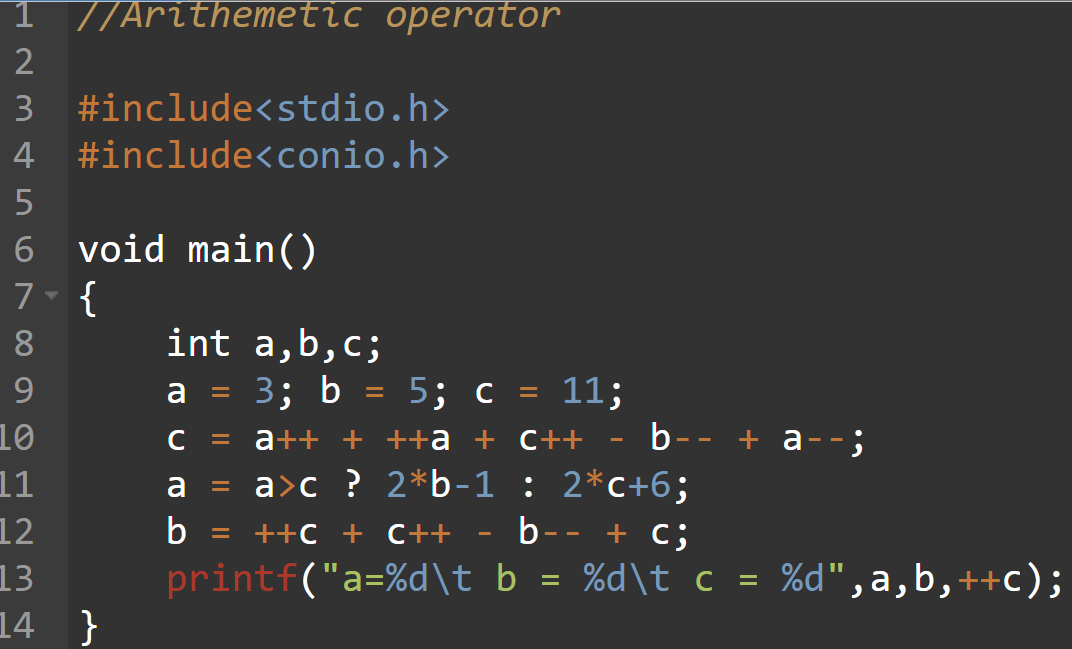 1 //Arithemetic operator
2
3 #include<stdio.h>
4 #include<conio.h>
5
6 void main()
7 {
8     int a,b,c;
9     a = 3; b = 5; c = 11;
10     c = a++ + ++a + c++ - b-- + a--;
11     a = a>c ? 2*b-1 : 2*c+6;
12     b = ++c + c++ - b-- + c;
13     printf("a=%d\t b = %d\t c = %d",a,b,++c);
14 }